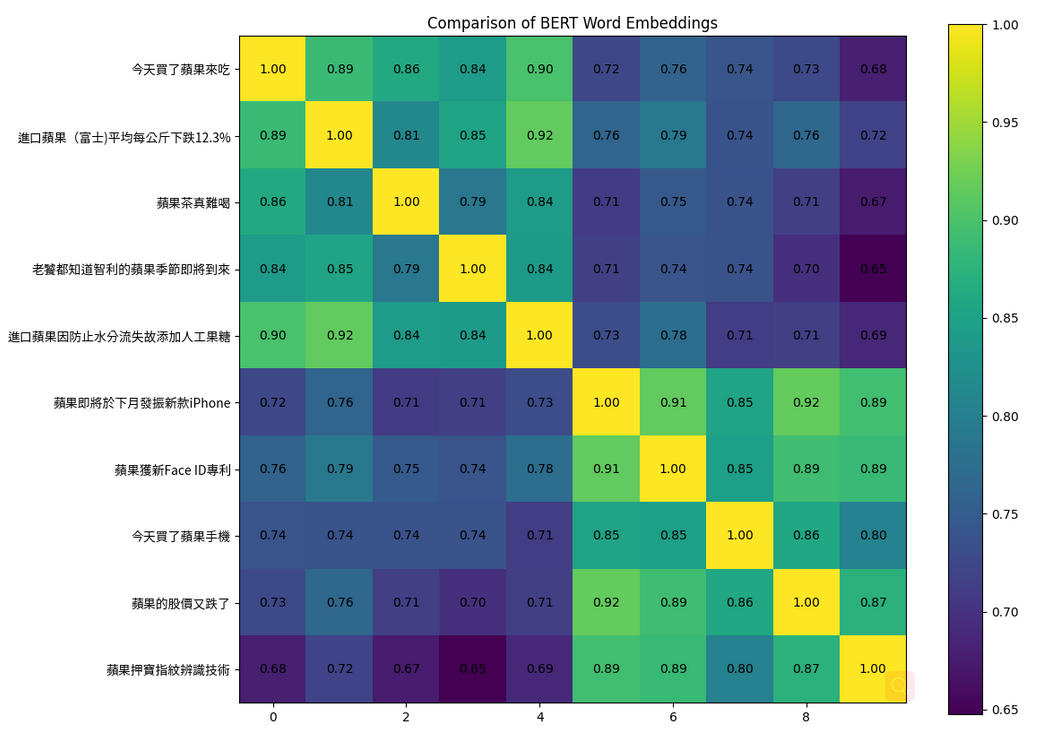 Comparison of BERT Word Embeddings
今天買了蘋果來吃 1.00 0.89 0.86 0.84 0.90 0.72 0.76 0.74 0.73 0.68
進口蘋果（富士)平均每公斤下跌12.3% 0.89 1.00 0.81 0.85 0.92 0.76 0.79 0.74 0.76 0.72
蘋果茶真難喝 0.86 0.81 1.00 0.79 0.84 0.71 0.75 0.74 0.71 0.67
老饕都知道智利的蘋果季節即將到來 0.84 0.85 0.79 1.00 0.84 0.71 0.74 0.74 0.70 0.65
進口蘋果因防止水分流失故添加人工果糖 0.90 0.92 0.84 0.84 1.00 0.73 0.78 0.71 0.71 0.69
蘋果即將於下月發振新款iPhone 0.72 0.76 0.71 0.71 0.73 1.00 0.91 0.85 0.92 0.89
蘋果獲新Face ID專利 0.76 0.79 0.75 0.74 0.78 0.91 1.00 0.85 0.89 0.89
今天買了蘋果手機 0.74 0.74 0.74 0.74 0.71 0.85 0.85 1.00 0.86 0.80
蘋果的股價又跌了 0.73 0.76 0.71 0.70 0.71 0.92 0.89 0.86 1.00 0.87
蘋果押寶指紋辨識技術 0.68 0.72 0.67 0.65 0.69 0.89 0.89 0.80 0.87 1.00
0 2 4 6 8
1.00
0.95
0.90
0.85
0.80
0.75
0.70
0.65